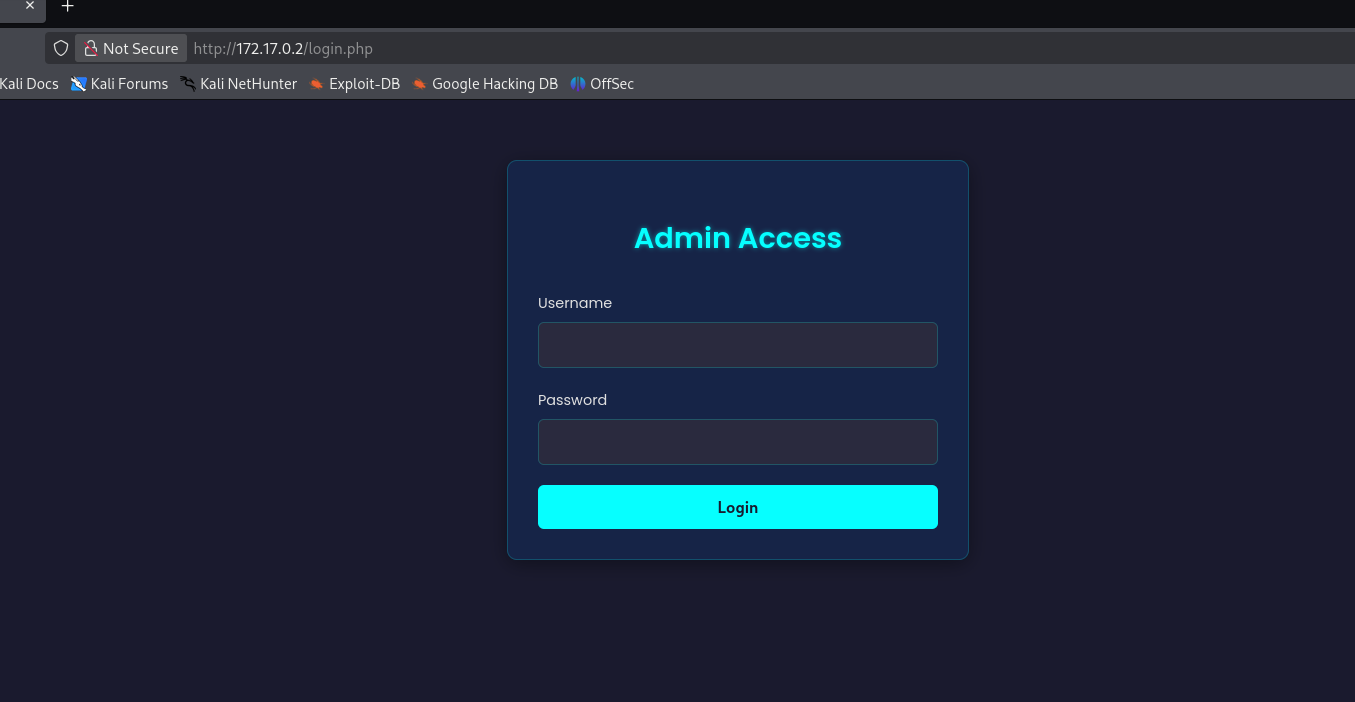 Not Secure http://172.17.0.2/login.php
Kali Docs Kali Forums Kali NetHunter Exploit-DB Google Hacking DB OffSec
Admin Access
Username
Password
Login